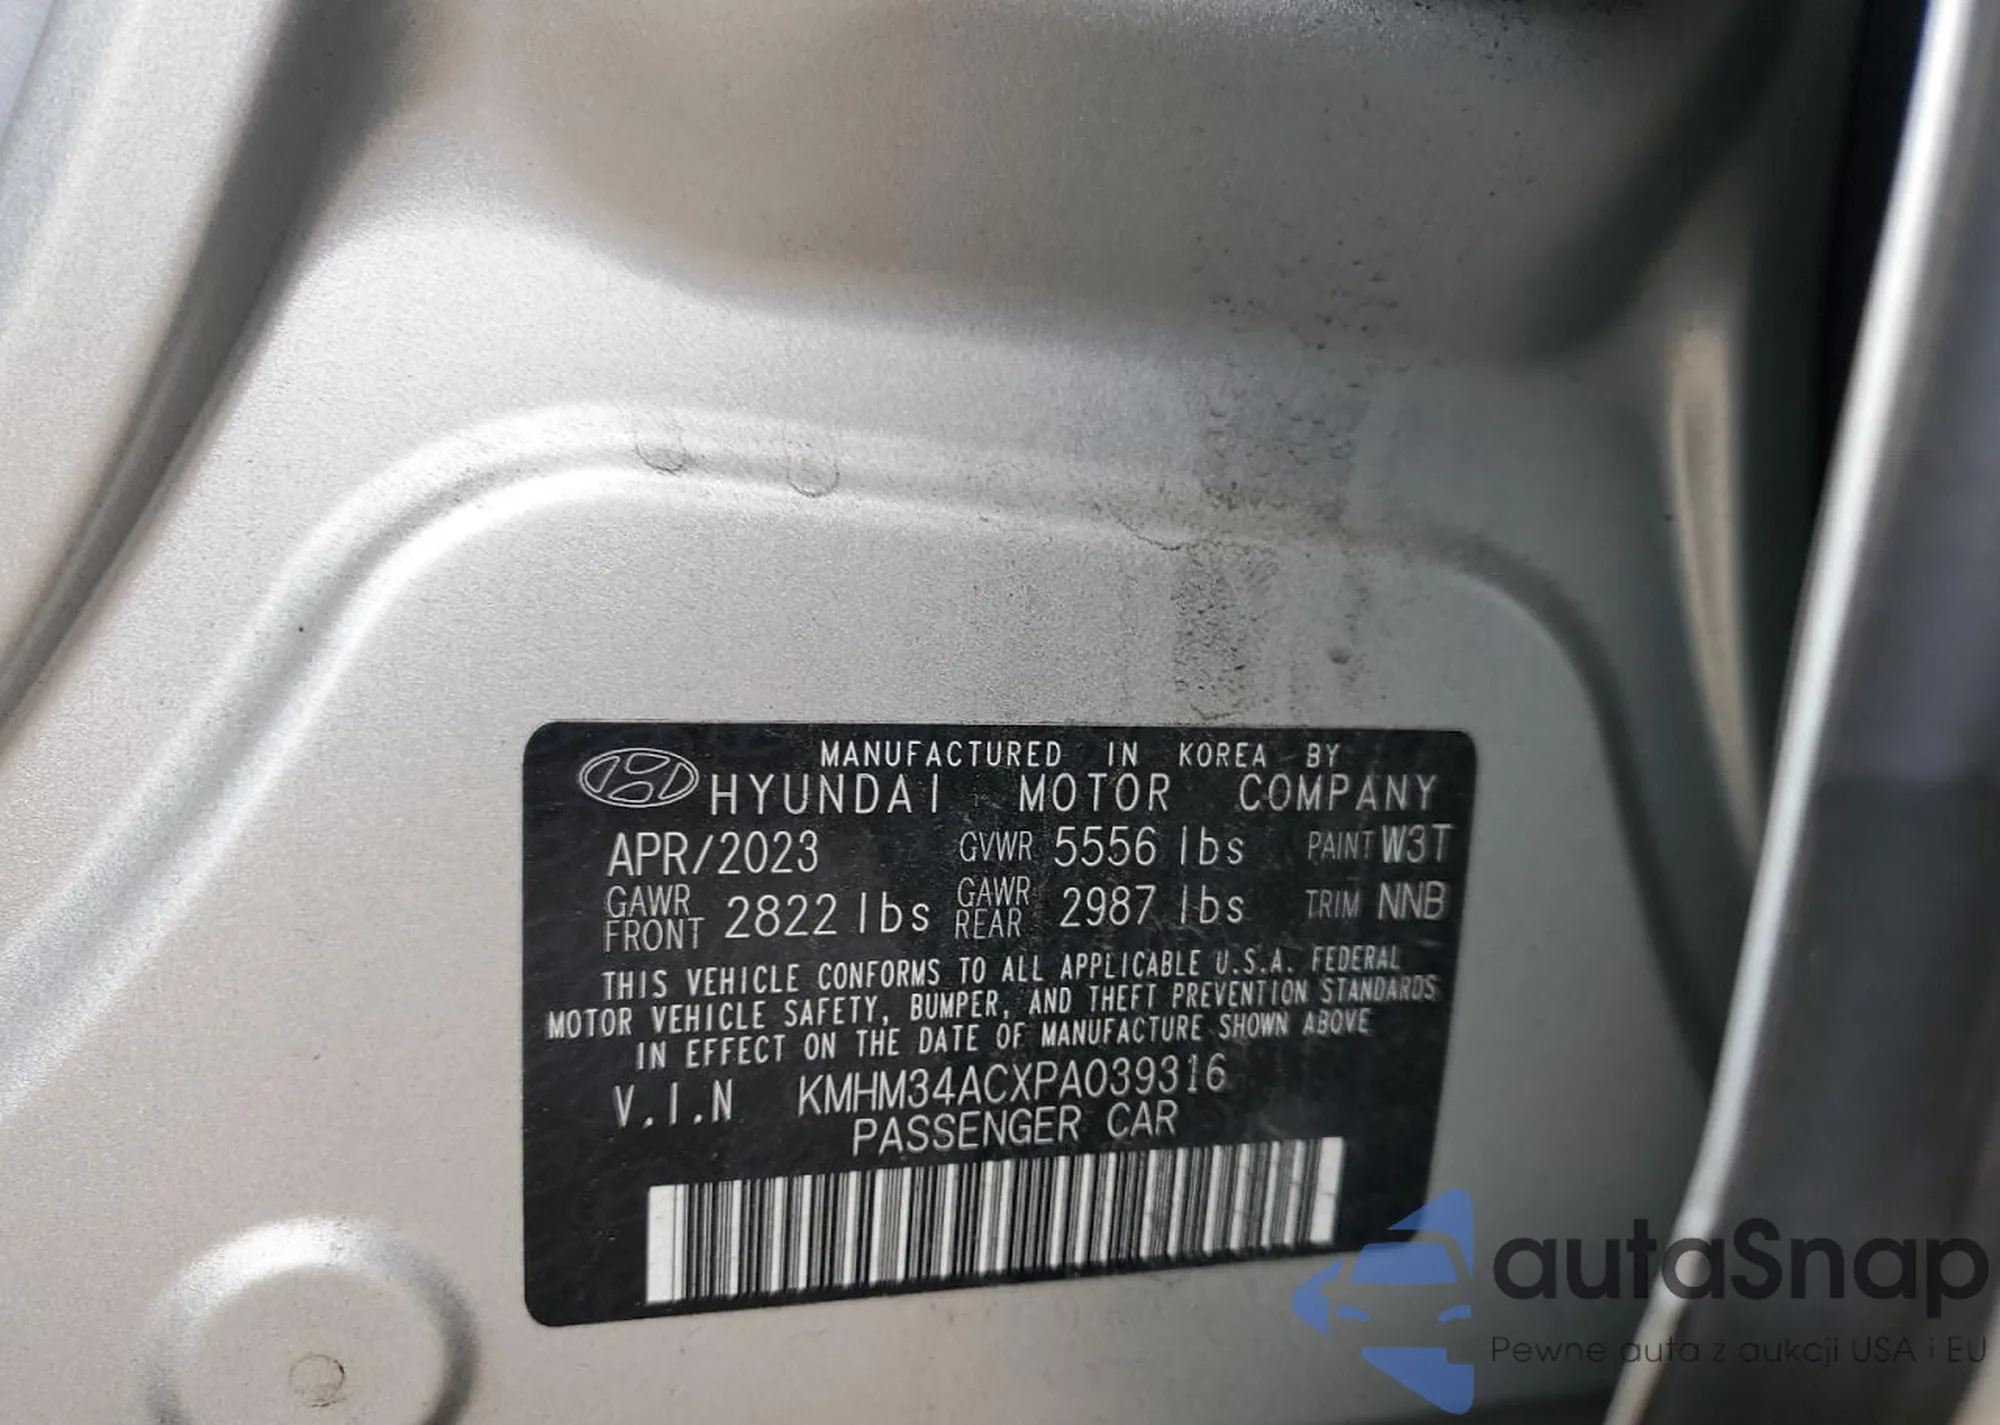 MANUFACTURED IN KOREA BY
HYUNDAI MOTOR COMPANY
APR/2023 GVWR 5556 lbs PAINT W3T
GAWR FRONT 2822 lbs GAWR REAR 2987 lbs TRIM NNB
THIS VEHICLE CONFORMS TO ALL APPLICABLE U.S.A. FEDERAL
MOTOR VEHICLE SAFETY, BUMPER, AND THEFT PREVENTION STANDARDS
IN EFFECT ON THE DATE OF MANUFACTURE SHOWN ABOVE
V.I.N KMHM34ACXPA039316
PASSENGER CAR
autaSnap
Pewne auta z aukcji USA i EU